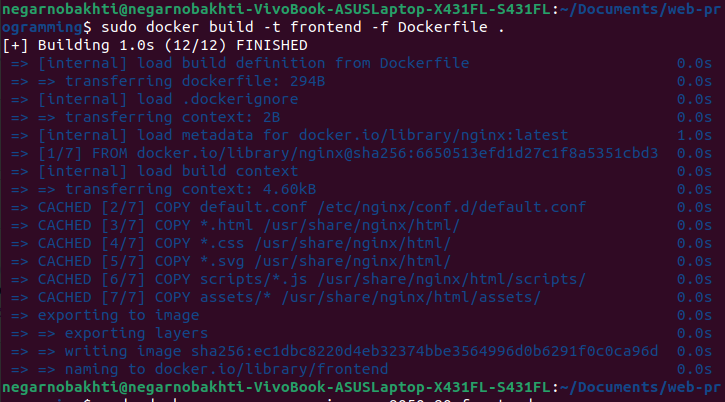 negarnobakhti@negarnobakhti-VivoBook-ASUSLaptop-X431FL-S431FL:~/Documents/web-pr
ogramming$ sudo docker build -t frontend -f Dockerfile .
[+] Building 1.0s (12/12) FINISHED
=> [internal] load build definition from Dockerfile 0.0s
=> => transferring dockerfile: 294B 0.0s
=> [internal] load .dockerignore 0.0s
=> => transferring context: 2B 0.0s
=> [internal] load metadata for docker.io/library/nginx:latest 1.0s
=> [1/7] FROM docker.io/library/nginx@sha256:6650513efd1d27c1f8a5351cbd3 0.0s
=> [internal] load build context 0.0s
=> => transferring context: 4.60kB 0.0s
=> CACHED [2/7] COPY default.conf /etc/nginx/conf.d/default.conf 0.0s
=> CACHED [3/7] COPY *.html /usr/share/nginx/html/ 0.0s
=> CACHED [4/7] COPY *.css /usr/share/nginx/html/ 0.0s
=> CACHED [5/7] COPY *.svg /usr/share/nginx/html/ 0.0s
=> CACHED [6/7] COPY scripts/*.js /usr/share/nginx/html/scripts/ 0.0s
=> CACHED [7/7] COPY assets/* /usr/share/nginx/html/assets/ 0.0s
=> exporting to image 0.0s
=> => exporting layers 0.0s
=> => writing image sha256:ec1dbc8220d4eb32374bbe3564996d0b6291f0c0ca96d 0.0s
=> => naming to docker.io/library/frontend 0.0s
negarnobakhti@negarnobakhti-VivoBook-ASUSLaptop-X431FL-S431FL:~/Documents/web-pr